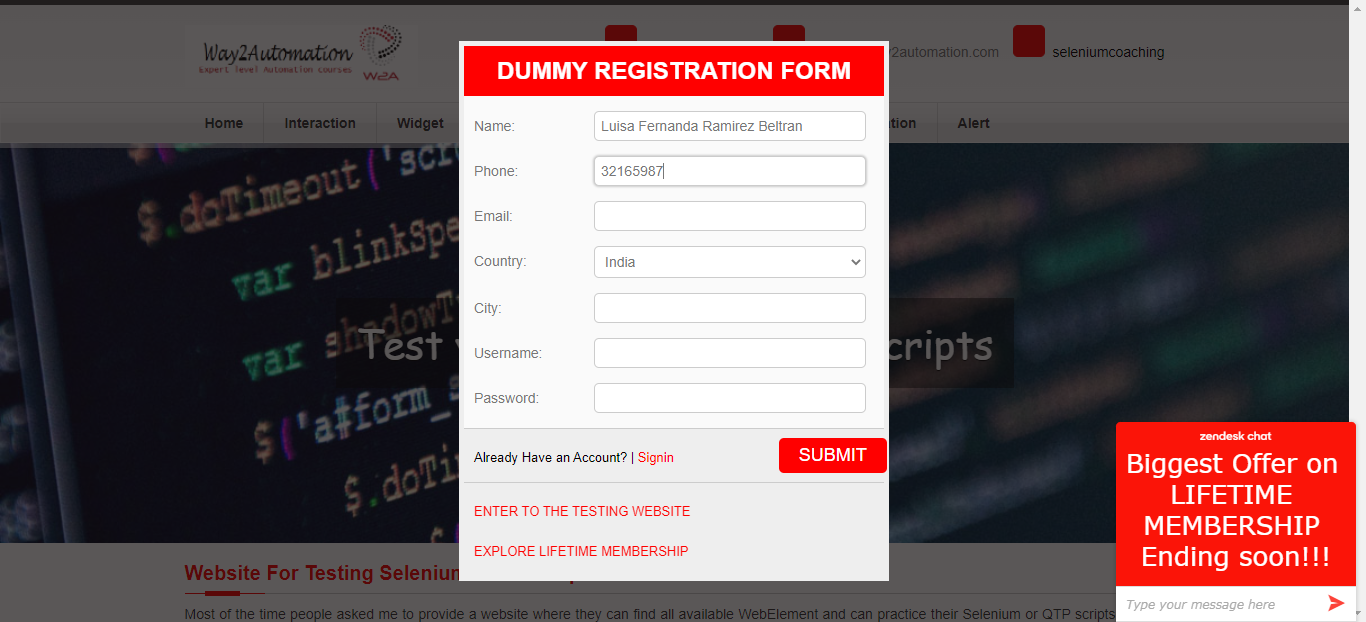 Way2Automation
Expert level Automation courses
W2A
2automation.com
seleniumcoaching
Home
Interaction
Widget
tion
Alert
DUMMY REGISTRATION FORM
Name:
Luisa Fernanda Ramirez Beltran
Phone:
32165987
Email:
Country:
India
City:
Username:
Password:
Already Have an Account? | Signin
SUBMIT
ENTER TO THE TESTING WEBSITE
EXPLORE LIFETIME MEMBERSHIP
$.doTimeout('scr
var blinkSpe
var shadowT
var
$('a#form_s
$.doTi
Test
cripts
Website For Testing Selenium
Most of the time people asked me to provide a website where they can find all available WebElement and can practice their Selenium or QTP scripts
zendesk chat
Biggest Offer on
LIFETIME
MEMBERSHIP
Ending soon!!!
Type your message here